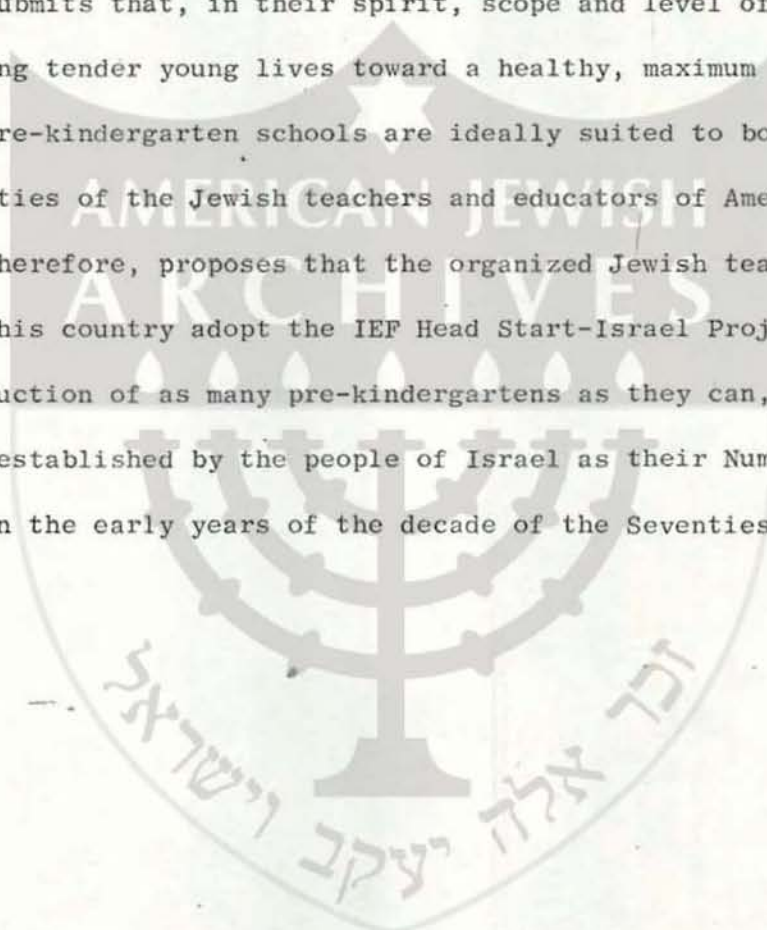 ubmits that, in their spirit, scope and level of
ng tender young lives toward a healthy, maximum
re-kindergarten schools are ideally suited to bo
ties of the Jewish teachers and educators of Ame
herefore, proposes that the organized Jewish tea
his country adopt the IEF Head Start-Israel Proj
uction of as many pre-kindergartens as they can,
established by the people of Israel as their Num
n the early years of the decade of the Seventies
AMERICAN JEWISH
ARCHIVES
זכר אלה יעקב וישראל